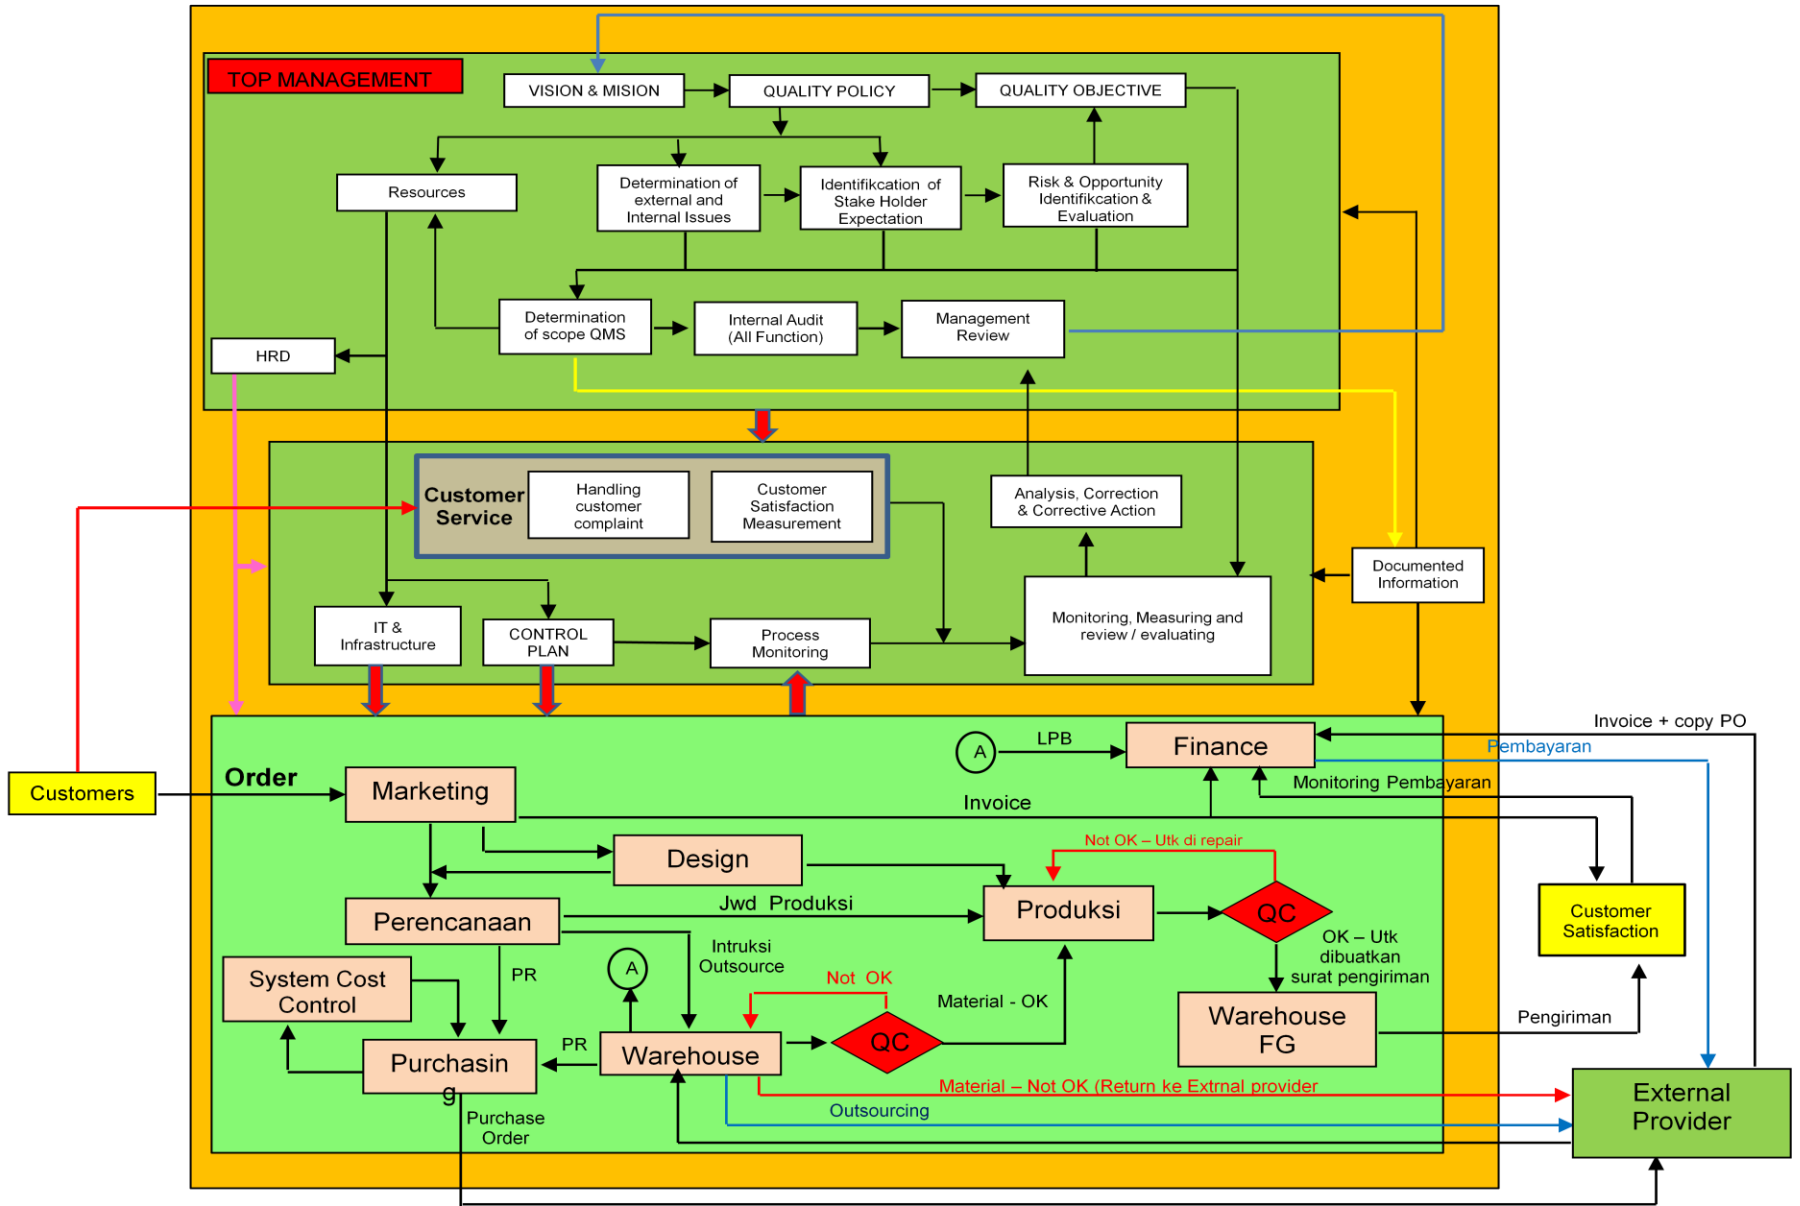 TOP MANAGEMENT
VISION & MISION
QUALITY POLICY
QUALITY OBJECTIVE
Resources
Determination of
external and
Internal Issues
Identifikcation of
Stake Holder
Expectation
Risk & Opportunity
Identifikcation &
Evaluation
Determination
of scope QMS
Internal Audit
(All Function)
Management
Review
HRD
Customer
Service
Handling
customer
complaint
Customer
Satisfaction
Measurement
Analysis, Correction
& Corrective Action
Documented
Information
IT &
Infrastructure
CONTROL
PLAN
Process
Monitoring
Monitoring, Measuring and
review / evaluating
Invoice + copy PO
A
LPB
Finance
Pembayaran
Customers
Order
Marketing
Monitoring Pembayaran
Invoice
Design
Not OK – Utk di repair
Perencanaan
Jwd Produksi
Produksi
QC
Customer
Satisfaction
System Cost
Control
PR
A
Intruksi
Outsource
Not OK
Material - OK
OK – Utk
dibuatkan
surat pengiriman
Warehouse
FG
Pengiriman
Purchasin
g
PR
Warehouse
QC
Material – Not OK (Return ke Extrnal provider
Outsourcing
Purchase
Order
External
Provider